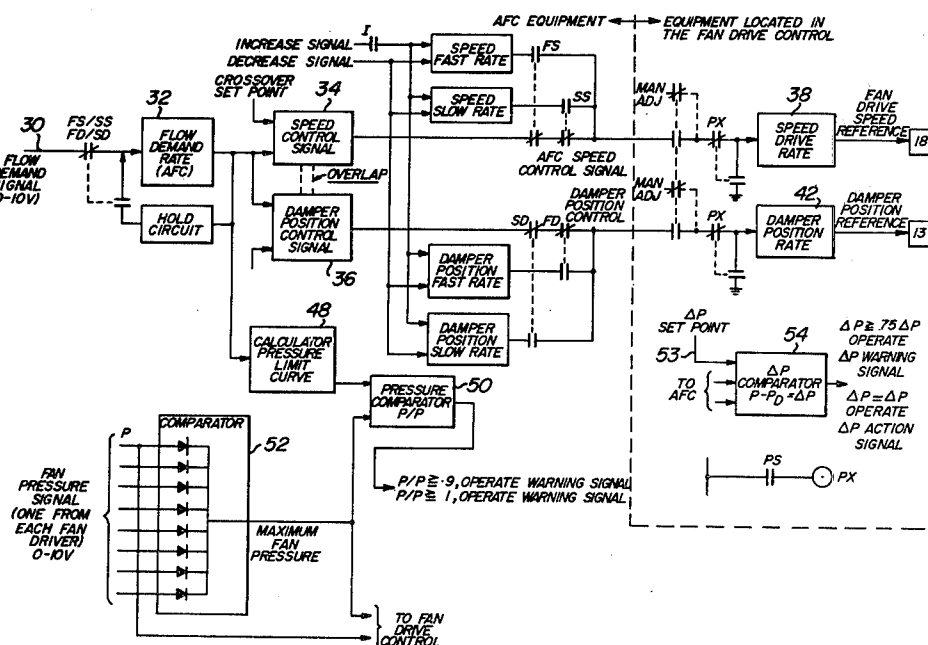 AFC EQUIPMENT
EQUIPMENT LOCATED IN
THE FAN DRIVE CONTROL
I
INCREASE SIGNAL
DECREASE SIGNAL
SPEED
FAST RATE
FS
CROSSOVER
SET POINT
SPEED
SLOW RATE
SS
MAN
ADJ
PX
38
SPEED
DRIVE
RATE
FAN
DRIVE
SPEED
REFERENCE
18
30
FS/SS
FD/SD
32
FLOW
DEMAND
RATE
(AFC)
34
SPEED
CONTROL
SIGNAL
AFC SPEED
CONTROL SIGNAL
FLOW
DEMAND
SIGNAL
(0-10V)
HOLD
CIRCUIT
OVERLAP
DAMPER
POSITION
CONTROL
SIGNAL
36
DAMPER
POSITION
CONTROL
SD
FD
MAN
ADJ
PX
42
DAMPER
POSITION
RATE
DAMPER
POSITION
REFERENCE
13
DAMPER
POSITION
FAST RATE
DAMPER
POSITION
SLOW RATE
48
CALCULATOR
PRESSURE
LIMIT
CURVE
50
PRESSURE
COMPARATOR
P/P
ΔP
SET POINT
53
54
ΔP
COMPARATOR
P-PD=ΔP
TO
AFC
ΔP ≧ .75 ΔP
OPERATE
ΔP WARNING
SIGNAL
ΔP = ΔP
OPERATE
ΔP ACTION
SIGNAL
P/P ≧ .9, OPERATE WARNING SIGNAL
P/P ≧ 1, OPERATE WARNING SIGNAL
PS
PX
P
COMPARATOR
52
FAN
PRESSURE
SIGNAL
(ONE FROM
EACH FAN
DRIVER)
0-10V
MAXIMUM
FAN
PRESSURE
TO FAN
DRIVE
CONTROL